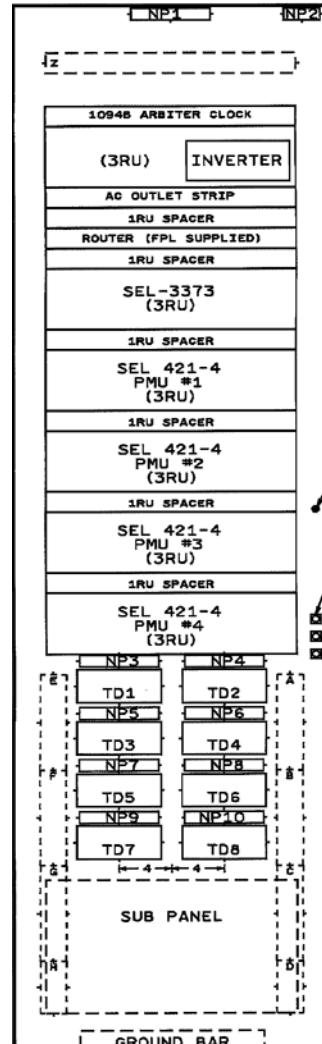 NP1 NP2
Z
1094B ARBITER CLOCK
(3RU) INVERTER
AC OUTLET STRIP
1RU SPACER
ROUTER (FPL SUPPLIED)
1RU SPACER
SEL-3373
(3RU)
1RU SPACER
SEL 421-4
PMU #1
(3RU)
1RU SPACER
SEL 421-4
PMU #2
(3RU)
1RU SPACER
SEL 421-4
PMU #3
(3RU)
1RU SPACER
SEL 421-4
PMU #4
(3RU)
NP3 NP4
E A
TD1 TD2
NP5 NP6
TD3 TD4
NP7 NP8
F B
TD5 TD6
NP9 NP10
TD7 TD8
G 4 4 C
SUB PANEL
H D
GROUND BAR